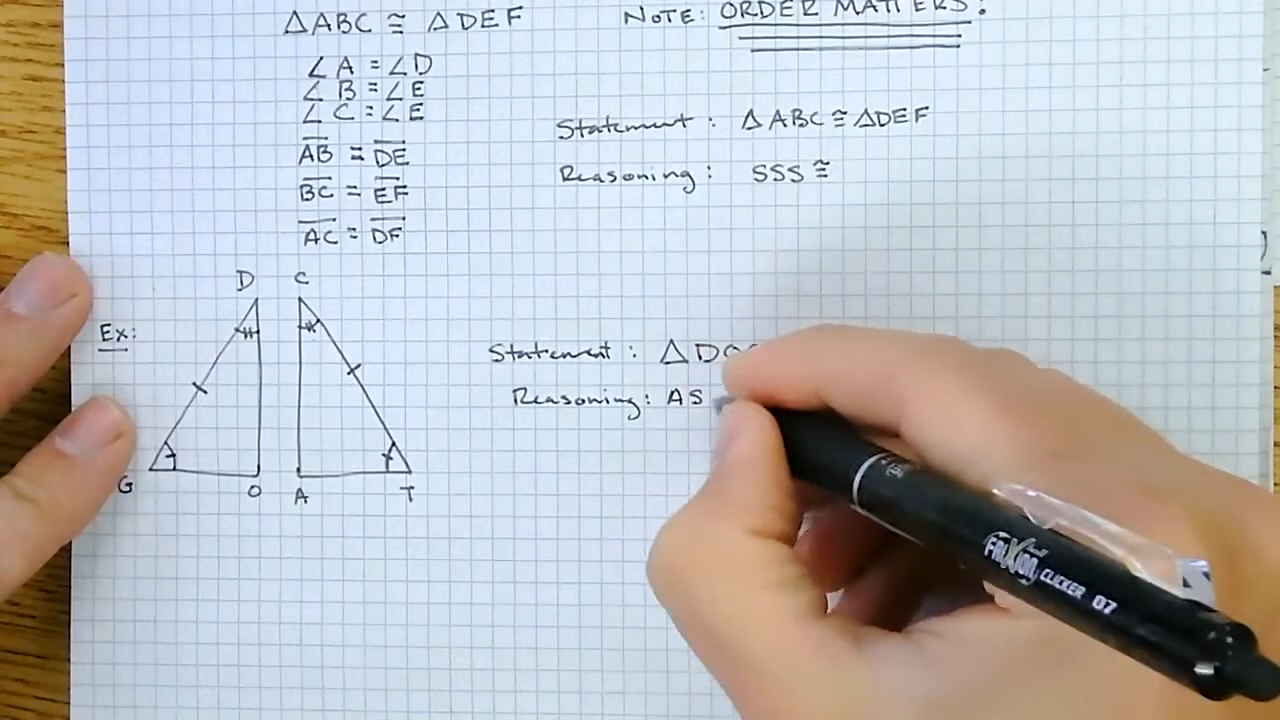 △ABC ≅ △DEF
NOTE: ORDER MATTERS!
∠A = ∠D
∠B = ∠E
∠C = ∠E
AB = DE
BC = EF
AC = DF
Statement: △ABC ≅ △DEF
Reasoning: SSS ≅
Ex:
D C
G O A T
Statement:
Reasoning: AS
FRIXION CLICKER 07